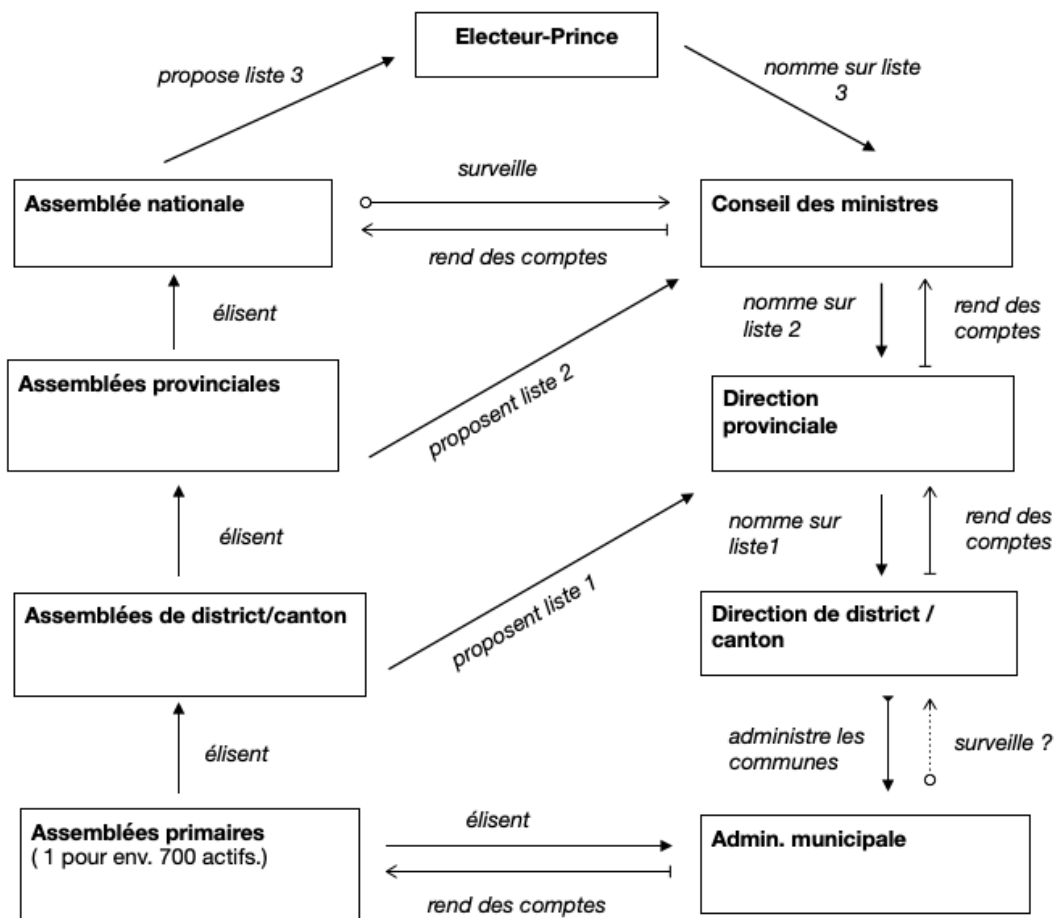 Electeur-Prince
propose liste 3
nomme sur liste
3
Assemblée nationale
surveille
Conseil des ministres
rend des comptes
élisent
nomme sur
liste 2
rend des
comptes
Assemblées provinciales
proposent liste 2
Direction
provinciale
élisent
nomme sur
liste1
rend des
comptes
Assemblées de district/canton
proposent liste 1
Direction de district /
canton
élisent
administre les
communes
surveille ?
Assemblées primaires
( 1 pour env. 700 actifs.)
élisent
Admin. municipale
rend des comptes